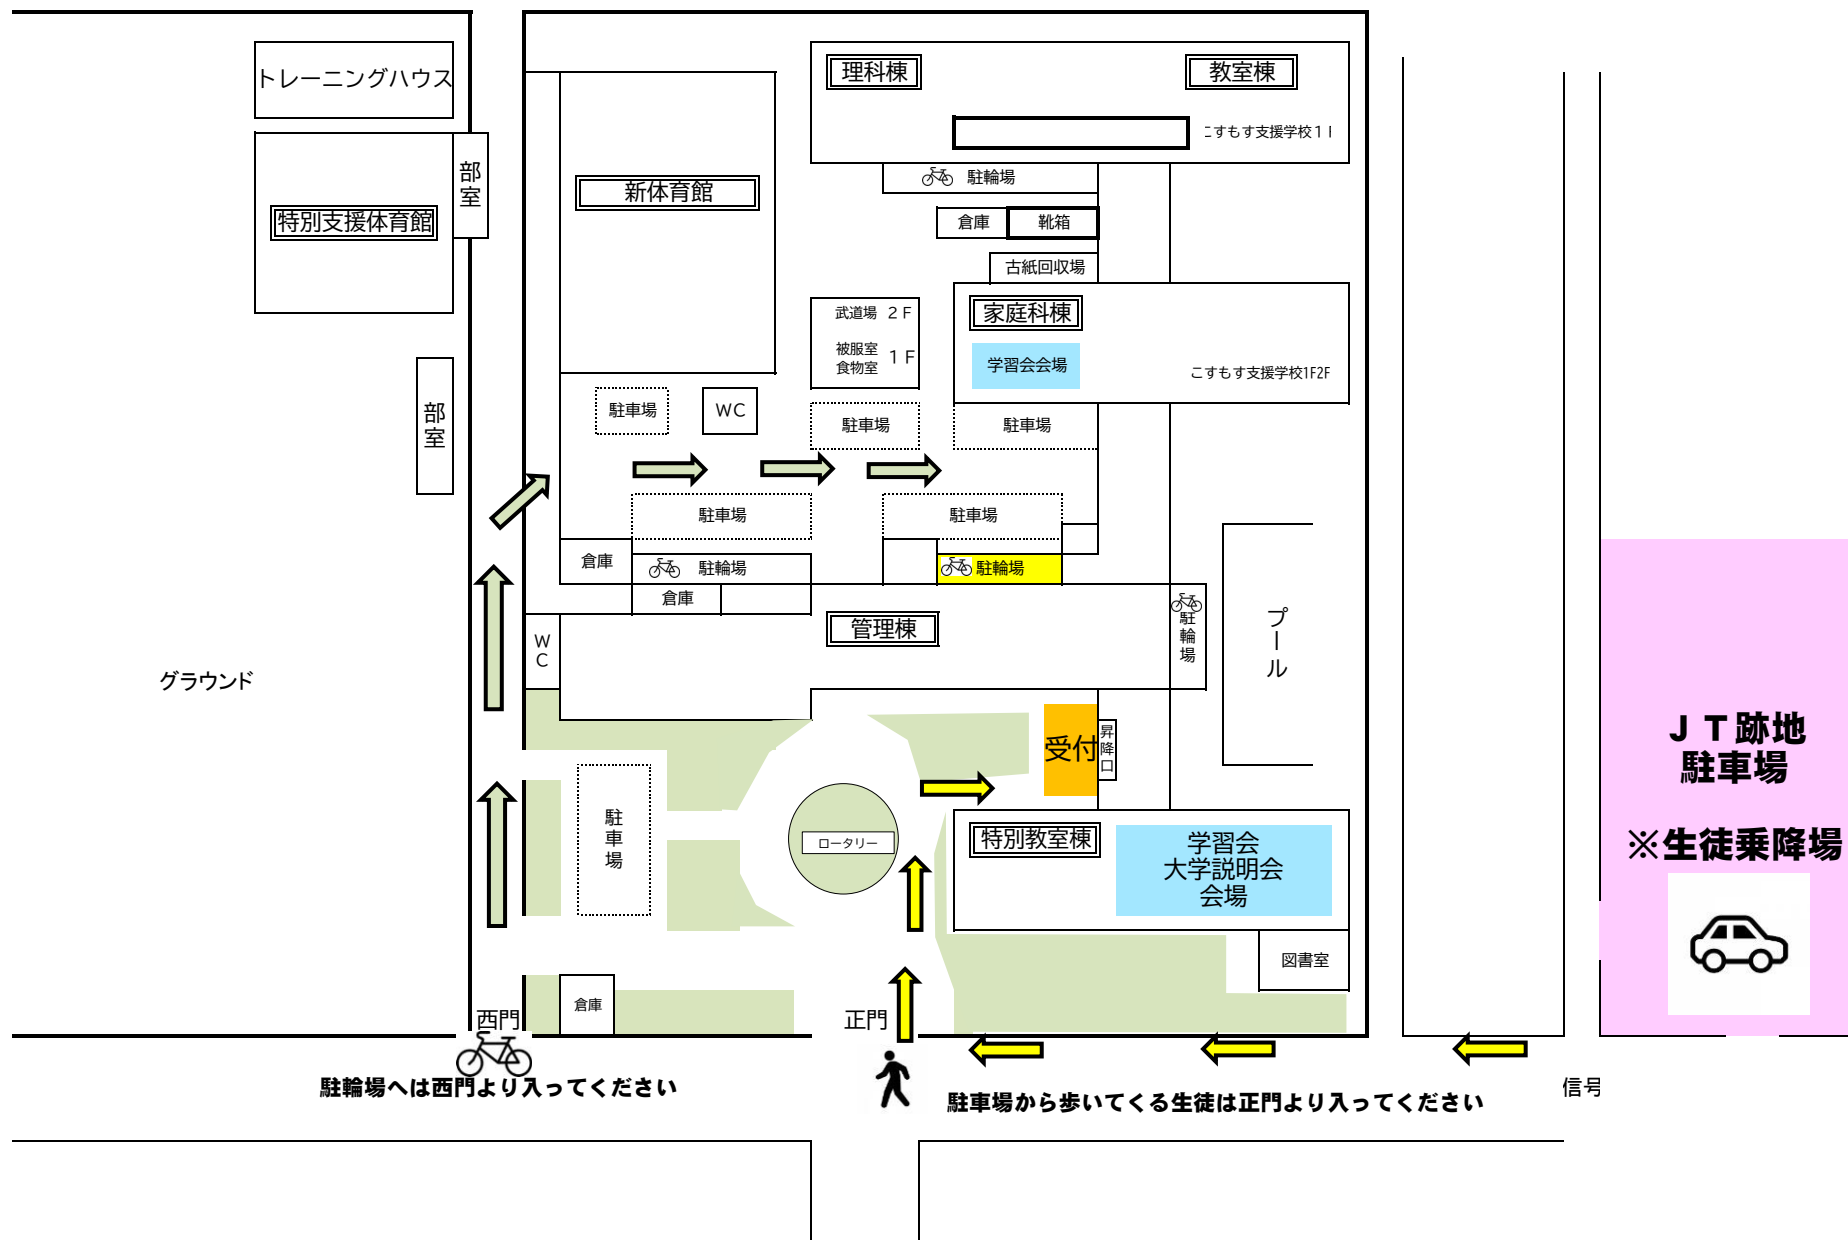 トレーニングハウス
理科棟
教室棟
こすもす支援学校1F
部室
新体育館
特別支援体育館
駐輪場
倉庫
靴箱
古紙回収場
武道場 2F
被服室
食物室
1F
家庭科棟
学習会会場
こすもす支援学校1F2F
部室
駐車場
WC
駐車場
駐車場
駐車場
駐車場
倉庫
駐輪場
駐輪場
倉庫
管理棟
駐輪場
プール
WC
グラウンド
受付
昇降口
JT跡地
駐車場
※生徒乗降場
駐車場
ロータリー
特別教室棟
学習会
大学説明会
会場
図書室
倉庫
西門
正門
駐輪場へは西門より入ってください
駐車場から歩いてくる生徒は正門より入ってください
信号